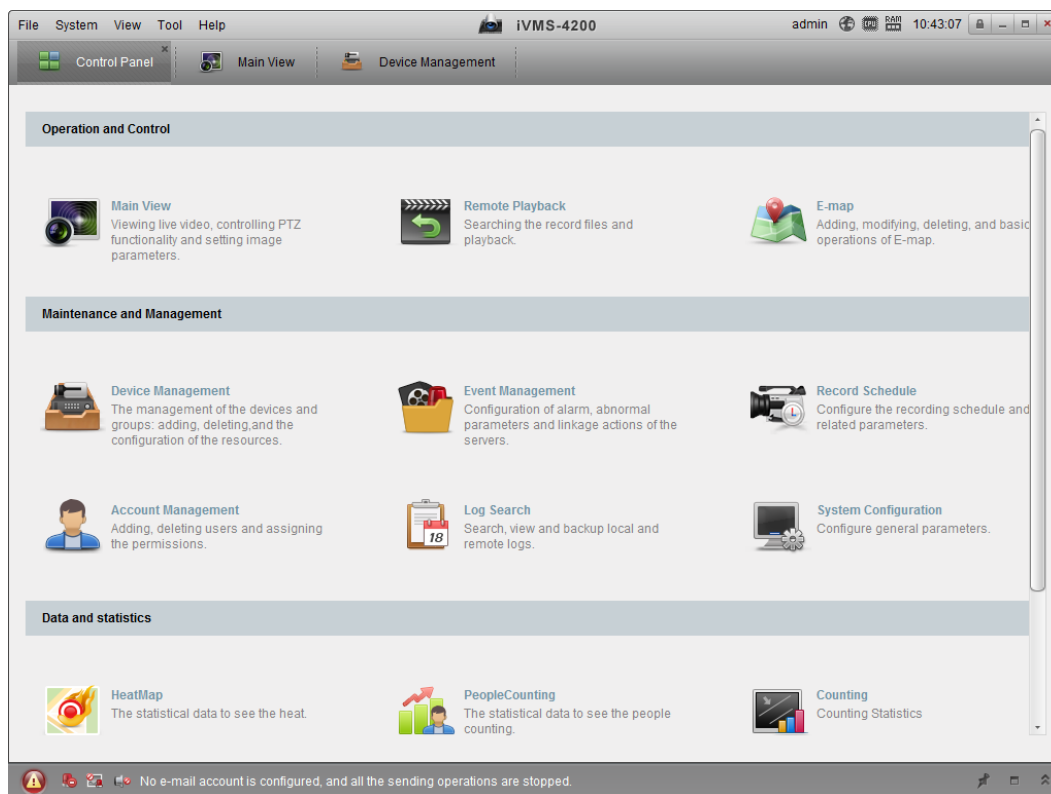 File System View Tool Help iVMS-4200 admin CPU RAM 10:43:07
Control Panel Main View Device Management
Operation and Control
Main View
Viewing live video, controlling PTZ
functionality and setting image
parameters.
Remote Playback
Searching the record files and
playback.
E-map
Adding, modifying, deleting, and basic
operations of E-map.
Maintenance and Management
Device Management
The management of the devices and
groups: adding, deleting,and the
configuration of the resources.
Event Management
Configuration of alarm, abnormal
parameters and linkage actions of the
servers.
Record Schedule
Configure the recording schedule and
related parameters.
Account Management
Adding, deleting users and assigning
the permissions.
18
Log Search
Search, view and backup local and
remote logs.
System Configuration
Configure general parameters.
Data and statistics
HeatMap
The statistical data to see the heat.
PeopleCounting
The statistical data to see the people
counting.
Counting
Counting Statistics
No e-mail account is configured, and all the sending operations are stopped.